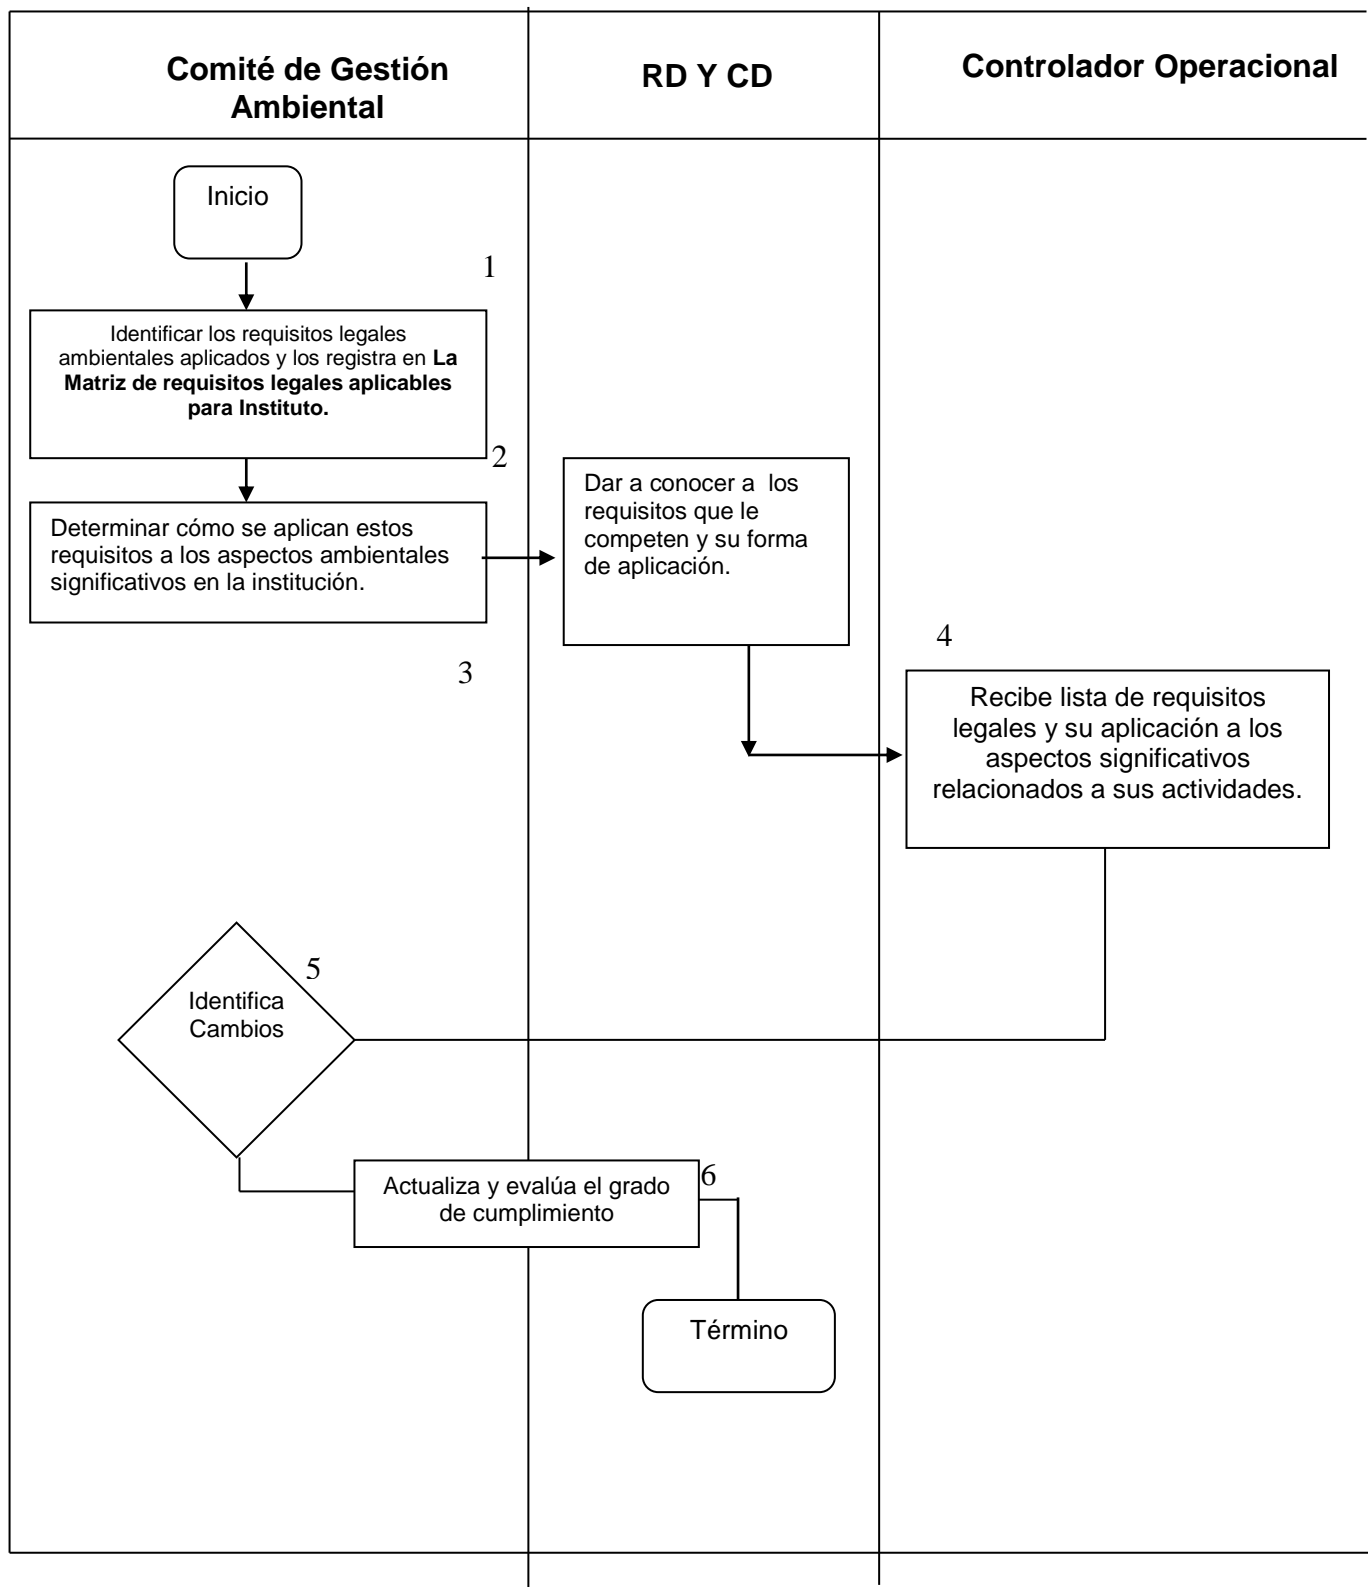 Comité de Gestión
Ambiental
RD Y CD
Controlador Operacional
Inicio
1
Identificar los requisitos legales
ambientales aplicados y los registra en La
Matriz de requisitos legales aplicables
para Instituto.
2
Determinar cómo se aplican estos
requisitos a los aspectos ambientales
significativos en la institución.
Dar a conocer a  los
requisitos que le
competen y su forma
de aplicación.
3
4
Recibe lista de requisitos
legales y su aplicación a los
aspectos significativos
relacionados a sus actividades.
5
Identifica
Cambios
Actualiza y evalúa el grado
de cumplimiento
6
Término